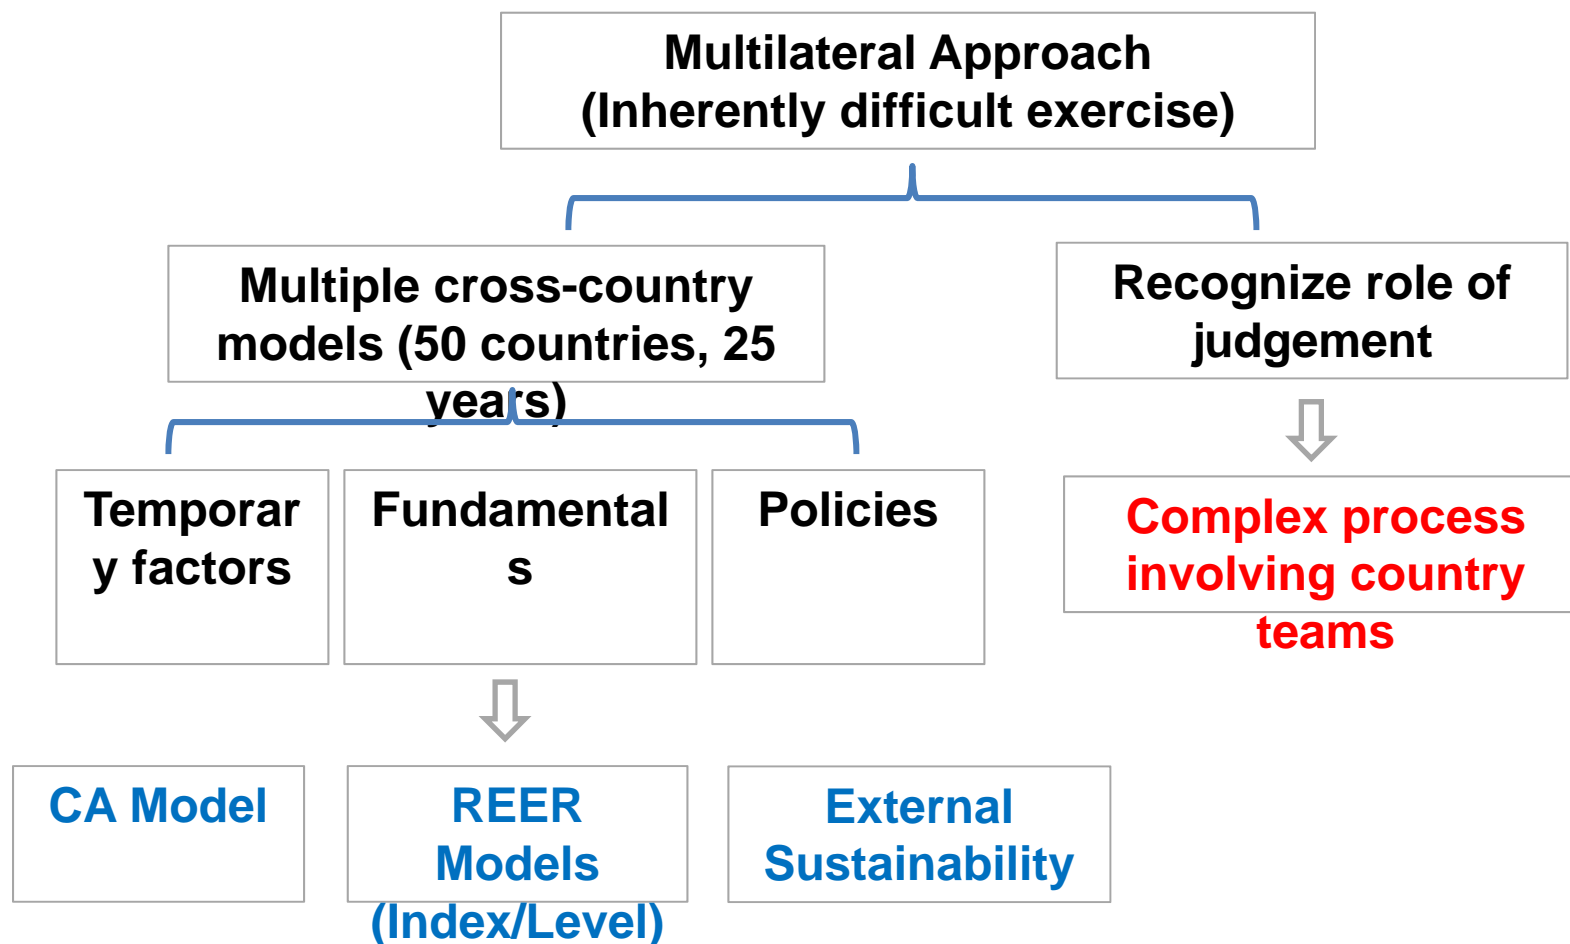 Multilateral Approach
(Inherently difficult exercise)
Multiple cross-country
models (50 countries, 25
years)
Recognize role of
judgement
Temporar
y factors
Fundamental
s
Policies
Complex process
involving country
teams
CA Model
REER
Models
(Index/Level)
External
Sustainability